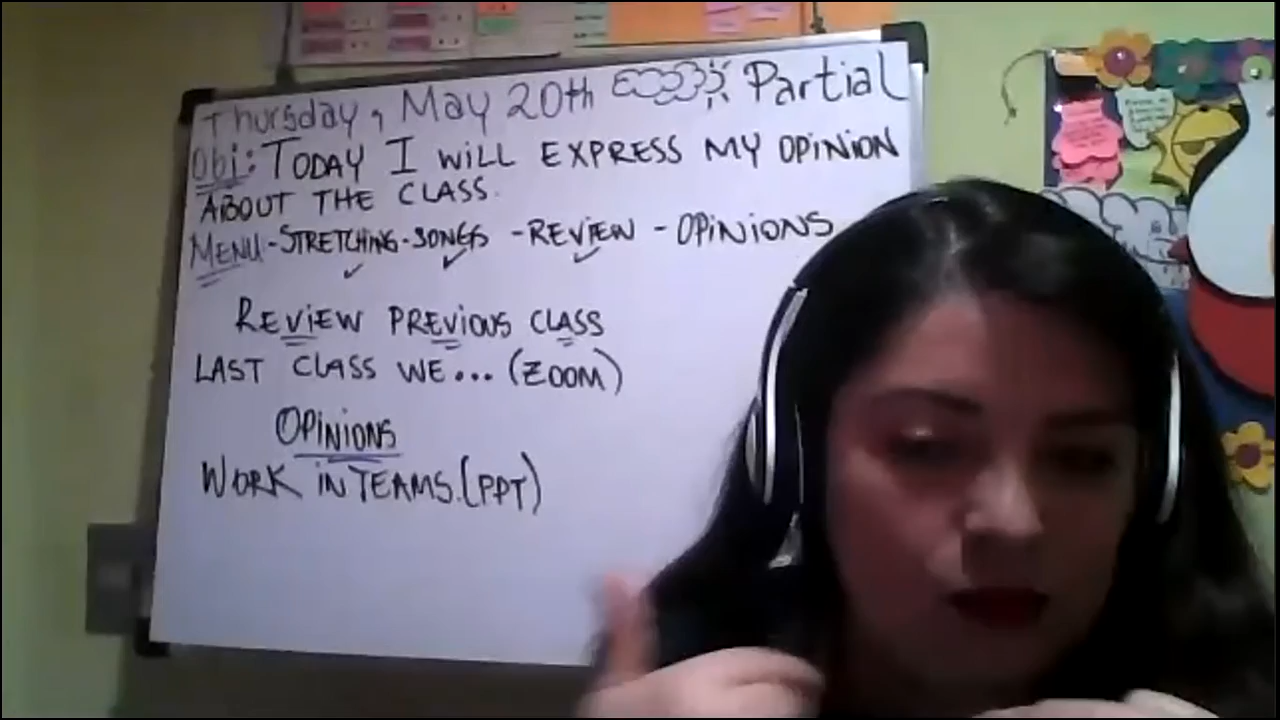 Thursday, May 20th Partial
Obj: TODAY I WILL EXPRESS MY OPINION
ABOUT THE CLASS.
MENU - STRETCHING - SONGS - REVIEW - OPINIONS
REVIEW PREVIOUS CLASS
LAST CLASS WE... (ZOOM)
OPINIONS
WORK IN TEAMS. (PPT)